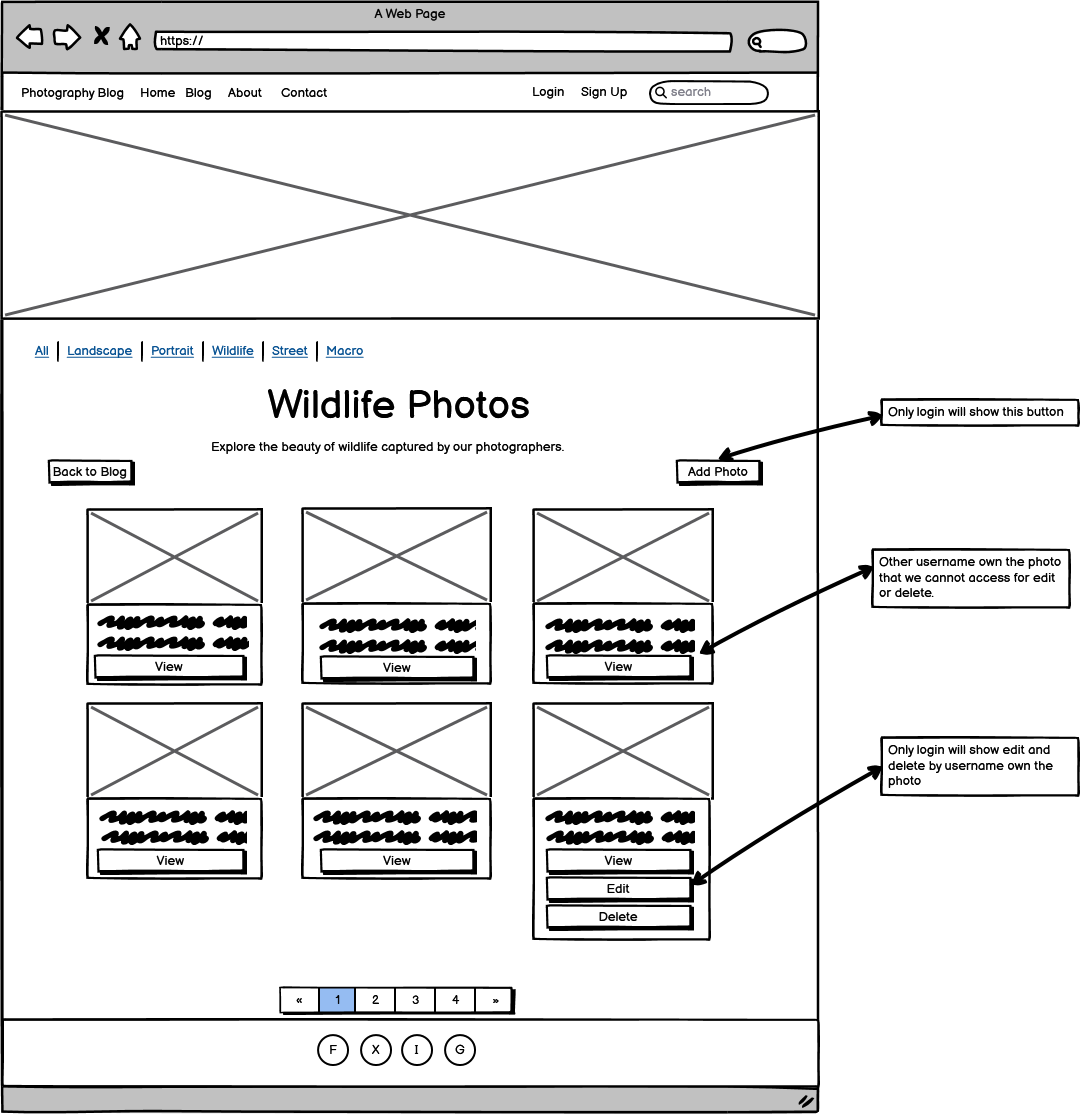 A Web Page
https://
Photography Blog Home Blog About Contact Login Sign Up search
All Landscape Portrait Wildlife Street Macro
Wildlife Photos
Only login will show this button
Explore the beauty of wildlife captured by our photographers.
Back to Blog Add Photo
Other username own the photo
that we cannot access for edit
or delete.
View View View
Only login will show edit and
delete by username own the
photo
View View View
Edit
Delete
« 1 2 3 4 »
F X I G